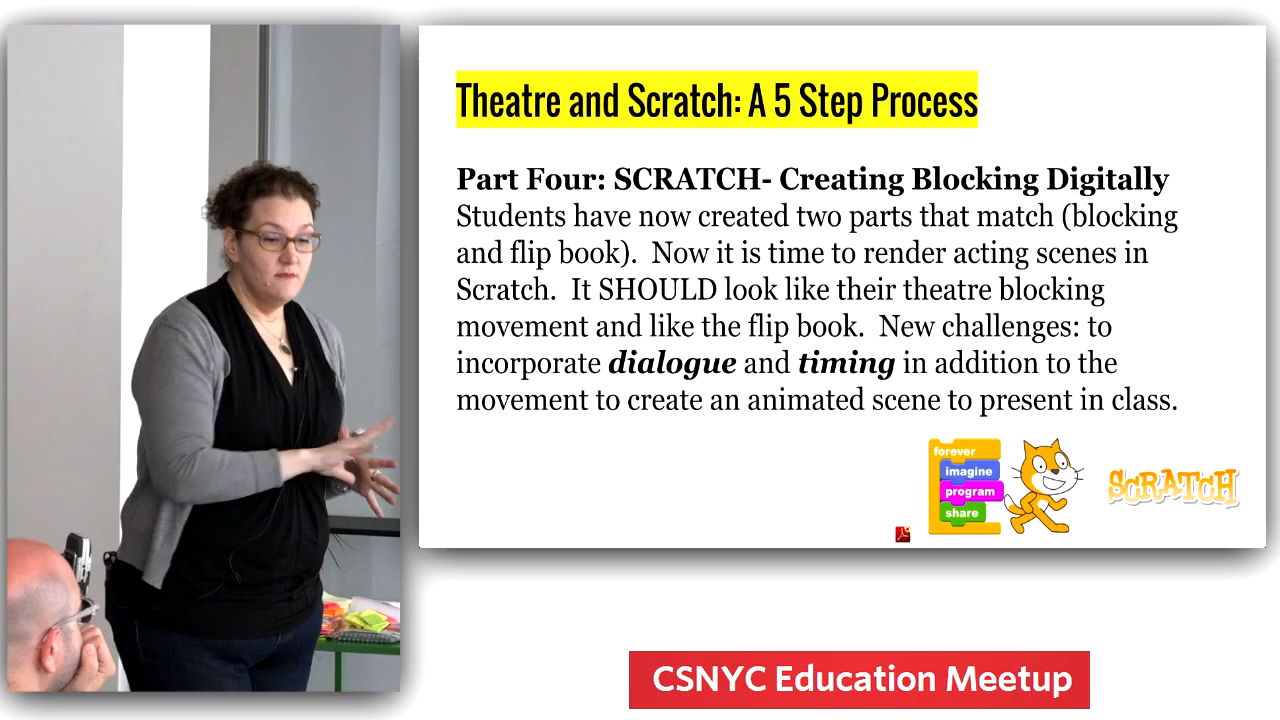 Theatre and Scratch: A 5 Step Process
Part Four: SCRATCH- Creating Blocking Digitally
Students have now created two parts that match (blocking
and flip book).  Now it is time to render acting scenes in
Scratch.  It SHOULD look like their theatre blocking
movement and like the flip book.  New challenges: to
incorporate dialogue and timing in addition to the
movement to create an animated scene to present in class.
forever
imagine
program
share
SCRATCH
CSNYC Education Meetup